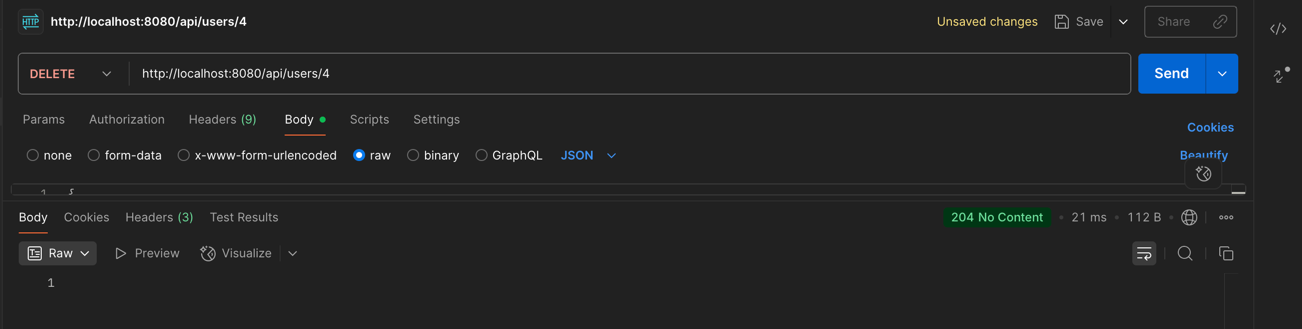 HTTP http://localhost:8080/api/users/4 Unsaved changes Save Share
DELETE http://localhost:8080/api/users/4 Send
Params Authorization Headers (9) Body Scripts Settings Cookies
none form-data x-www-form-urlencoded raw binary GraphQL JSON Beautify
1 {
Body Cookies Headers (3) Test Results 204 No Content • 21 ms • 112 B •
Raw Preview Visualize
1